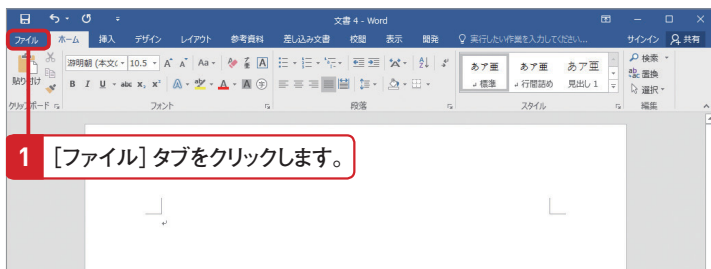 文書 4 - Word
ファイル ホーム 挿入 デザイン レイアウト 参考資料 差し込み文書 校閲 表示 開発 実行したい作業を入力してください... サインイン 共有
游明朝 (本文( 10.5 A A Aa 検索
あア亜 あア亜 あア亜
貼り付け B I U abc x₂ x² A ab A A 字 置換
標準 行間詰め 見出し 1 選択
クリップボード フォント 段落 スタイル 編集
1 [ファイル] タブをクリックします。